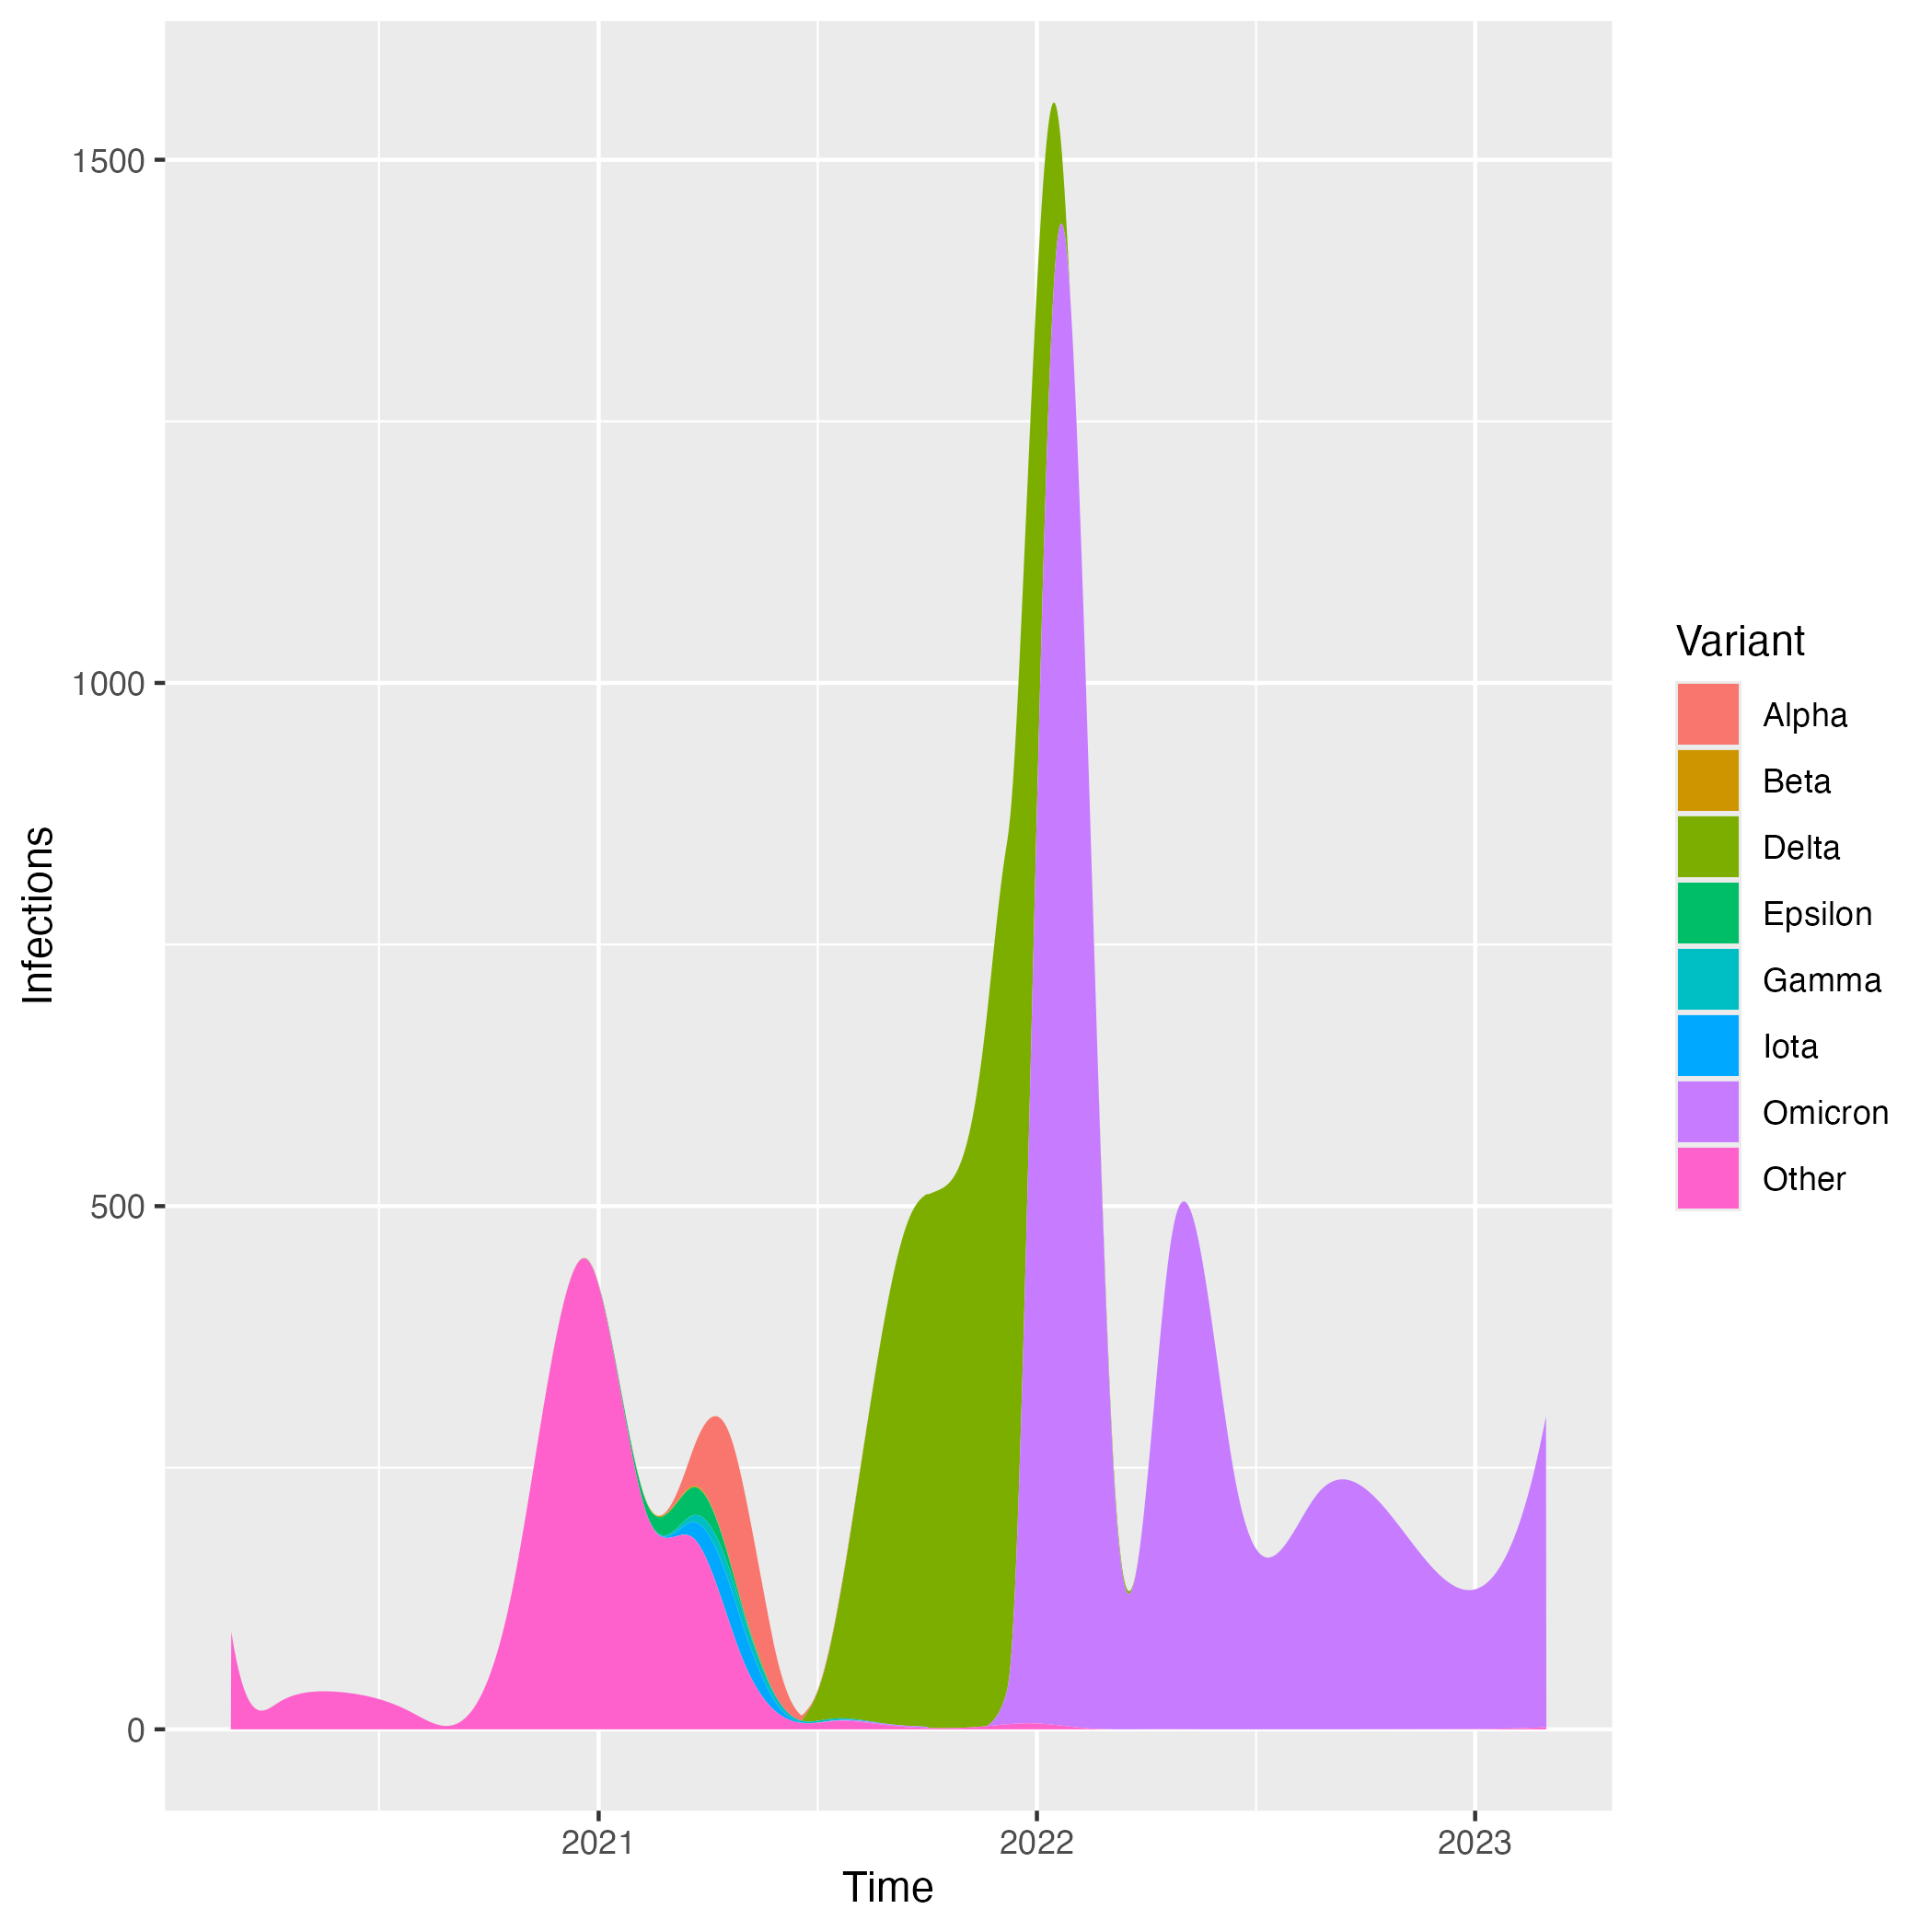 1500
1000
500
0
Infections
2021
2022
2023
Time
Variant
Alpha
Beta
Delta
Epsilon
Gamma
Iota
Omicron
Other